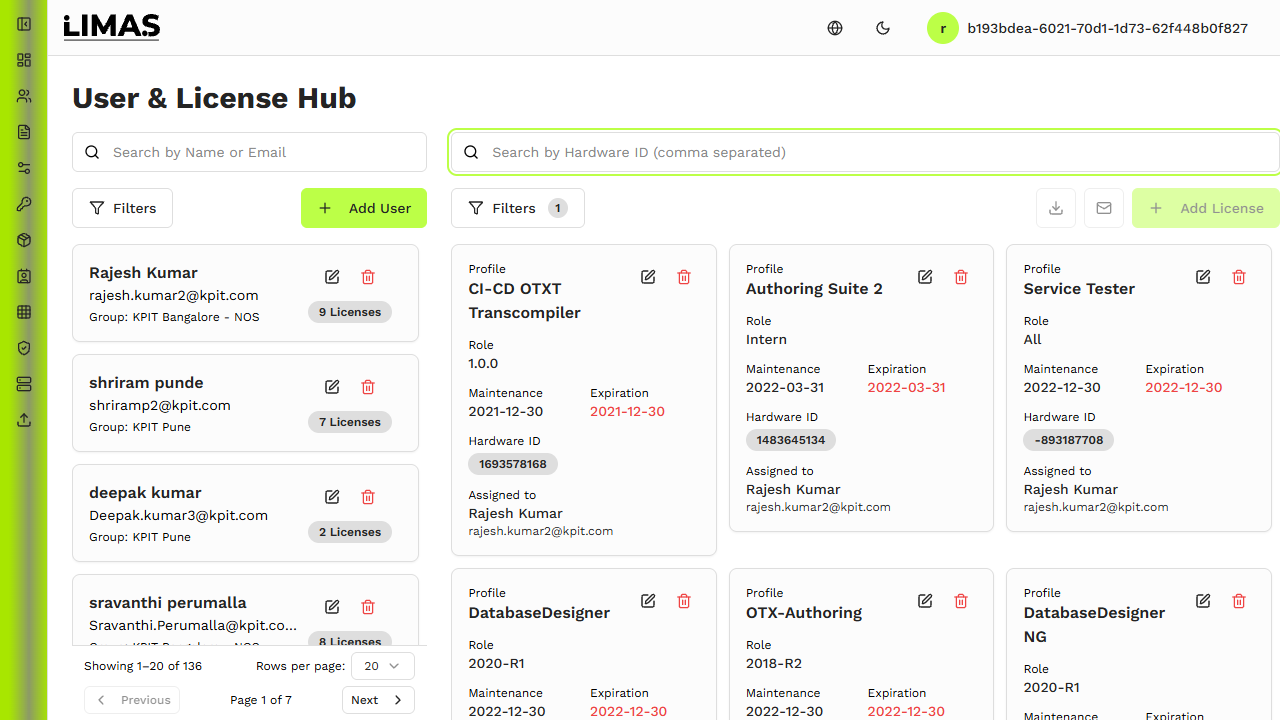 LIMAS
r
b193bdea-6021-70d1-1d73-62f448b0f827
User & License Hub
Search by Name or Email
Search by Hardware ID (comma separated)
Filters
Add User
Filters 1
Add License
Rajesh Kumar
rajesh.kumar2@kpit.com
Group: KPIT Bangalore - NOS
9 Licenses
shriram punde
shriramp2@kpit.com
Group: KPIT Pune
7 Licenses
deepak kumar
Deepak.kumar3@kpit.com
Group: KPIT Pune
2 Licenses
sravanthi perumalla
Sravanthi.Perumalla@kpit.co...
Group: KPIT Bangalore - NOS
8 Licenses
Showing 1–20 of 136
Rows per page: 20
Previous
Page 1 of 7
Next
Profile
CI-CD OTXT
Transcompiler
Role
1.0.0
Maintenance Expiration
2021-12-30 2021-12-30
Hardware ID
1693578168
Assigned to
Rajesh Kumar
rajesh.kumar2@kpit.com
Profile
Authoring Suite 2
Role
Intern
Maintenance Expiration
2022-03-31 2022-03-31
Hardware ID
1483645134
Assigned to
Rajesh Kumar
rajesh.kumar2@kpit.com
Profile
Service Tester
Role
All
Maintenance Expiration
2022-12-30 2022-12-30
Hardware ID
-893187708
Assigned to
Rajesh Kumar
rajesh.kumar2@kpit.com
Profile
DatabaseDesigner
Role
2020-R1
Maintenance Expiration
2022-12-30 2022-12-30
Profile
OTX-Authoring
Role
2018-R2
Maintenance Expiration
2022-12-30 2022-12-30
Profile
DatabaseDesigner
NG
Role
2020-R1
Maintenance Expiration